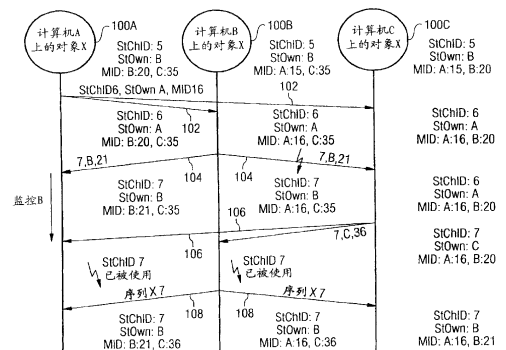 计算机A
上的对象X
100A
计算机B
上的对象X
100B
计算机C
上的对象X
100C
StChID: 5
StOwn: B
MID: B:20, C:35
StChID: 5
StOwn: B
MID: A:15, C:35
StChID: 5
StOwn: B
MID: A:15, B:20
StChID6, StOwn A, MID16
102
StChID: 6
StOwn: A
MID: B:20, C:35
102
StChID: 6
StOwn: A
MID: A:16, C:35
StChID: 6
StOwn: A
MID: A:16, B:20
7,B,21
104
104
7,B,21
监控B
StChID: 7
StOwn: B
MID: B:21, C:35
StChID: 7
StOwn: B
MID: A:16, C:35
StChID: 6
StOwn: A
MID: A:16, B:20
106
106
7,C,36
StChID: 7
StOwn: C
MID: A:16, B:20
StChID 7
已被使用
StChID 7
已被使用
序列X 7
108
108
序列X 7
StChID: 7
StOwn: B
MID: B:21, C:36
StChID: 7
StOwn: B
MID: A:16, C:36
StChID: 7
StOwn: B
MID: A:16, B:21